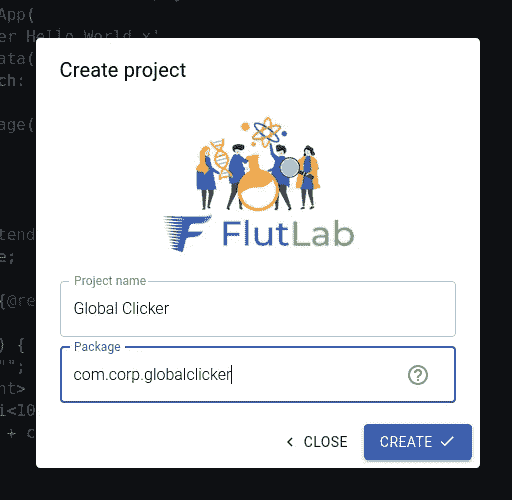 App(
er Hello World x'
ata(
ch:
age(
Create project
FlutLab
Project name
Global Clicker
tend
e;
{@re
Package
) {
"";
com.corp.globalclicker
nt>
i<10
+ c
CLOSE
CREATE